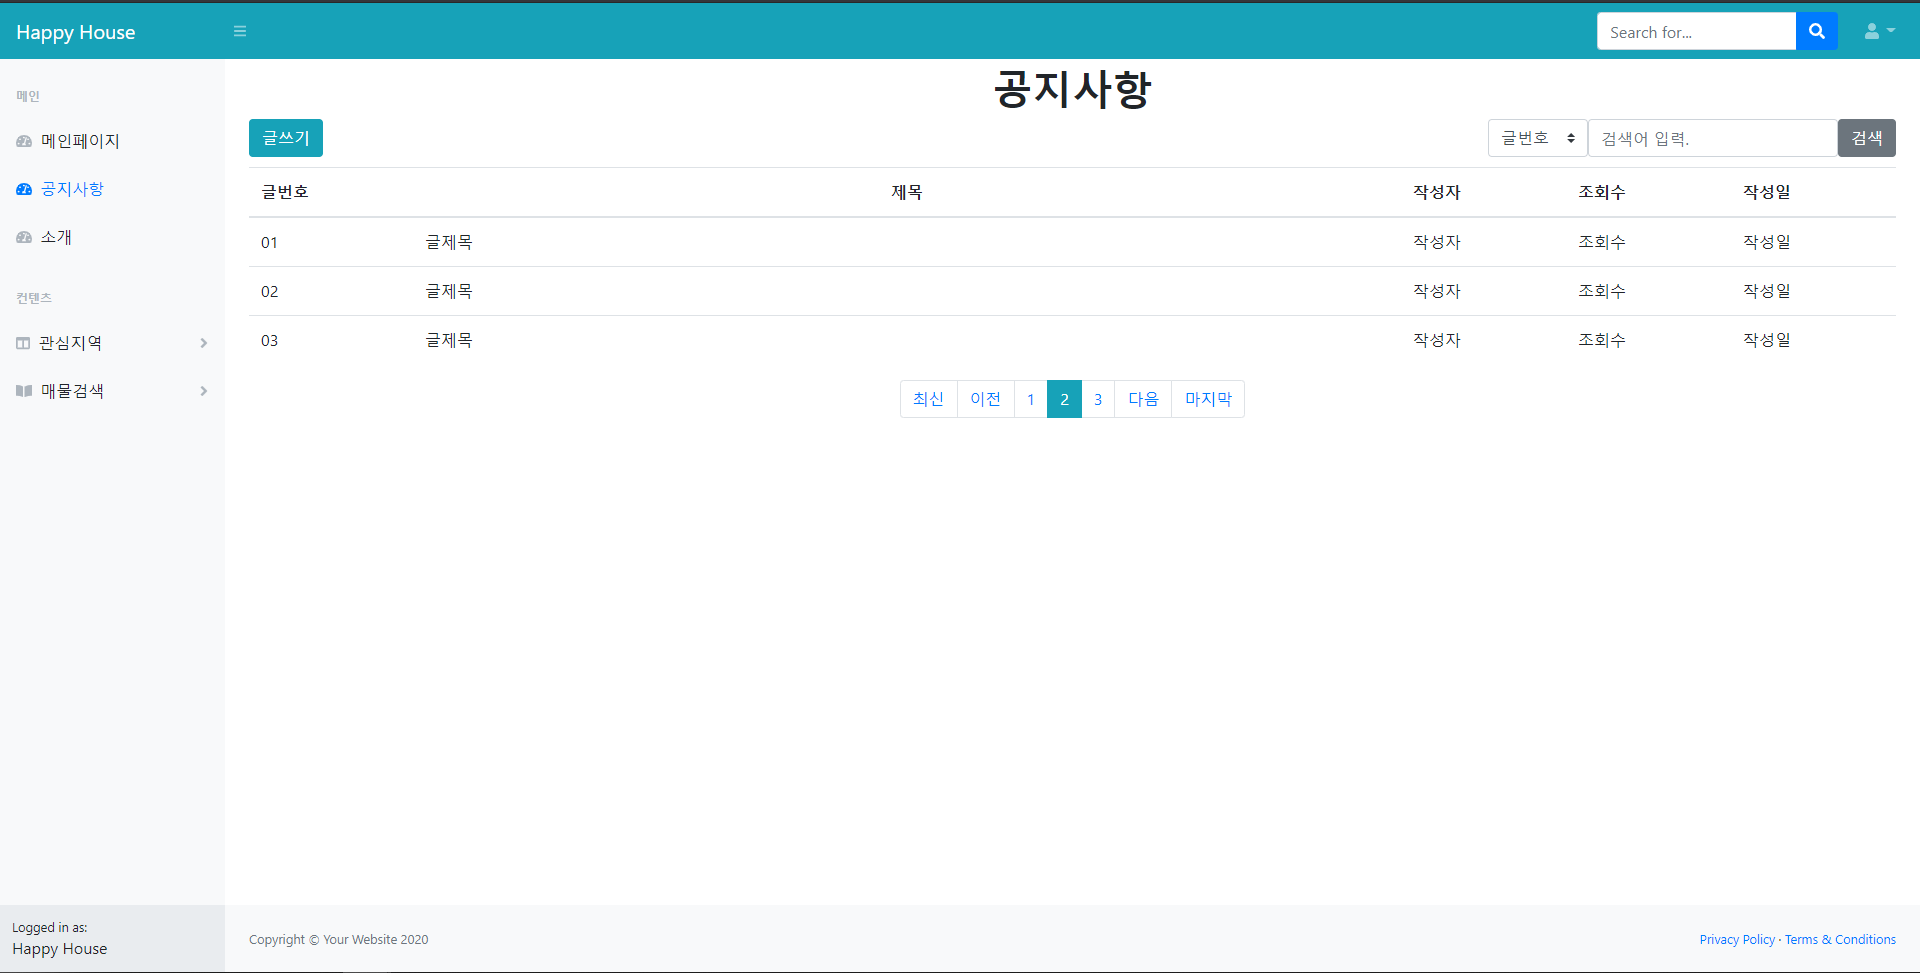 Happy House
Search for...
메인
메인페이지
공지사항
소개
컨텐츠
관심지역
매물검색
Logged in as:
Happy House
공지사항
글쓰기
글번호 검색어 입력. 검색
글번호 제목 작성자 조회수 작성일
01 글제목 작성자 조회수 작성일
02 글제목 작성자 조회수 작성일
03 글제목 작성자 조회수 작성일
최신 이전 1 2 3 다음 마지막
Copyright © Your Website 2020
Privacy Policy · Terms & Conditions